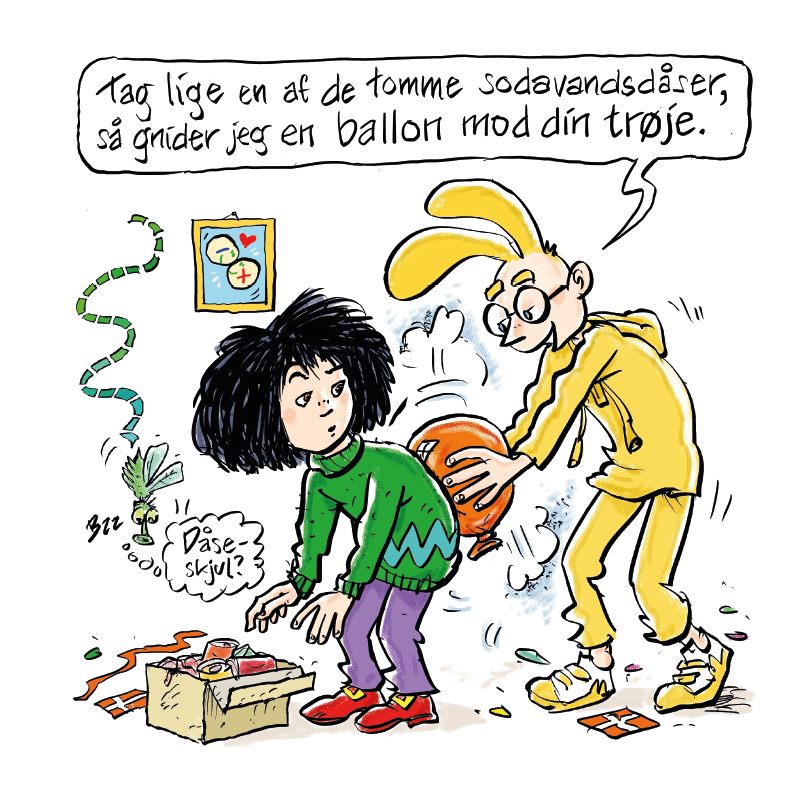 Tag lige en af de tomme sodavandsdåser,
så gnider jeg en ballon mod din trøje.
Bzz
Dåse-
skjul?